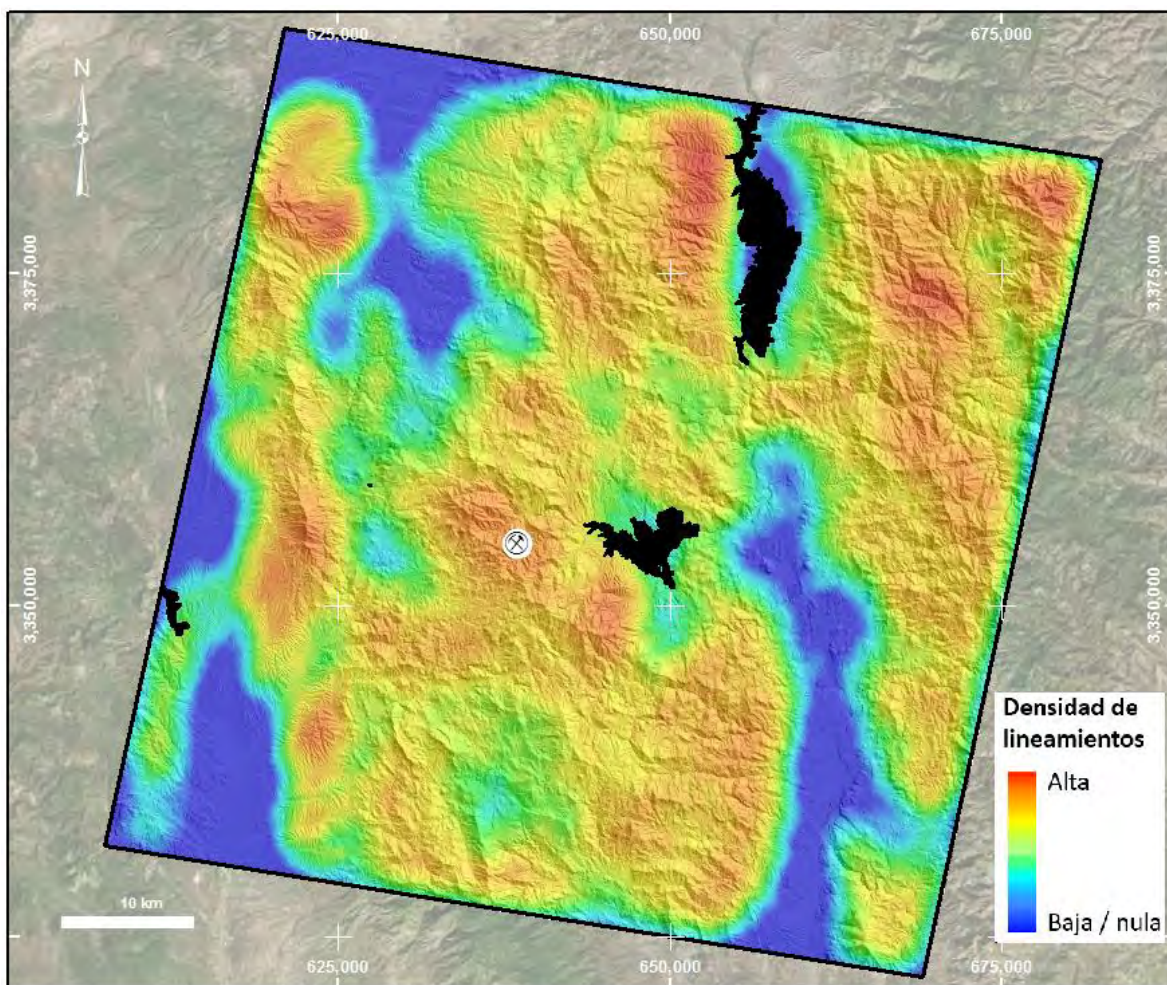 625,000
650,000
675,000
N
3,375,000
3,375,000
3,350,000
3,350,000
Densidad de
lineamientos
Alta
Baja / nula
10 km
625,000
650,000
675,000